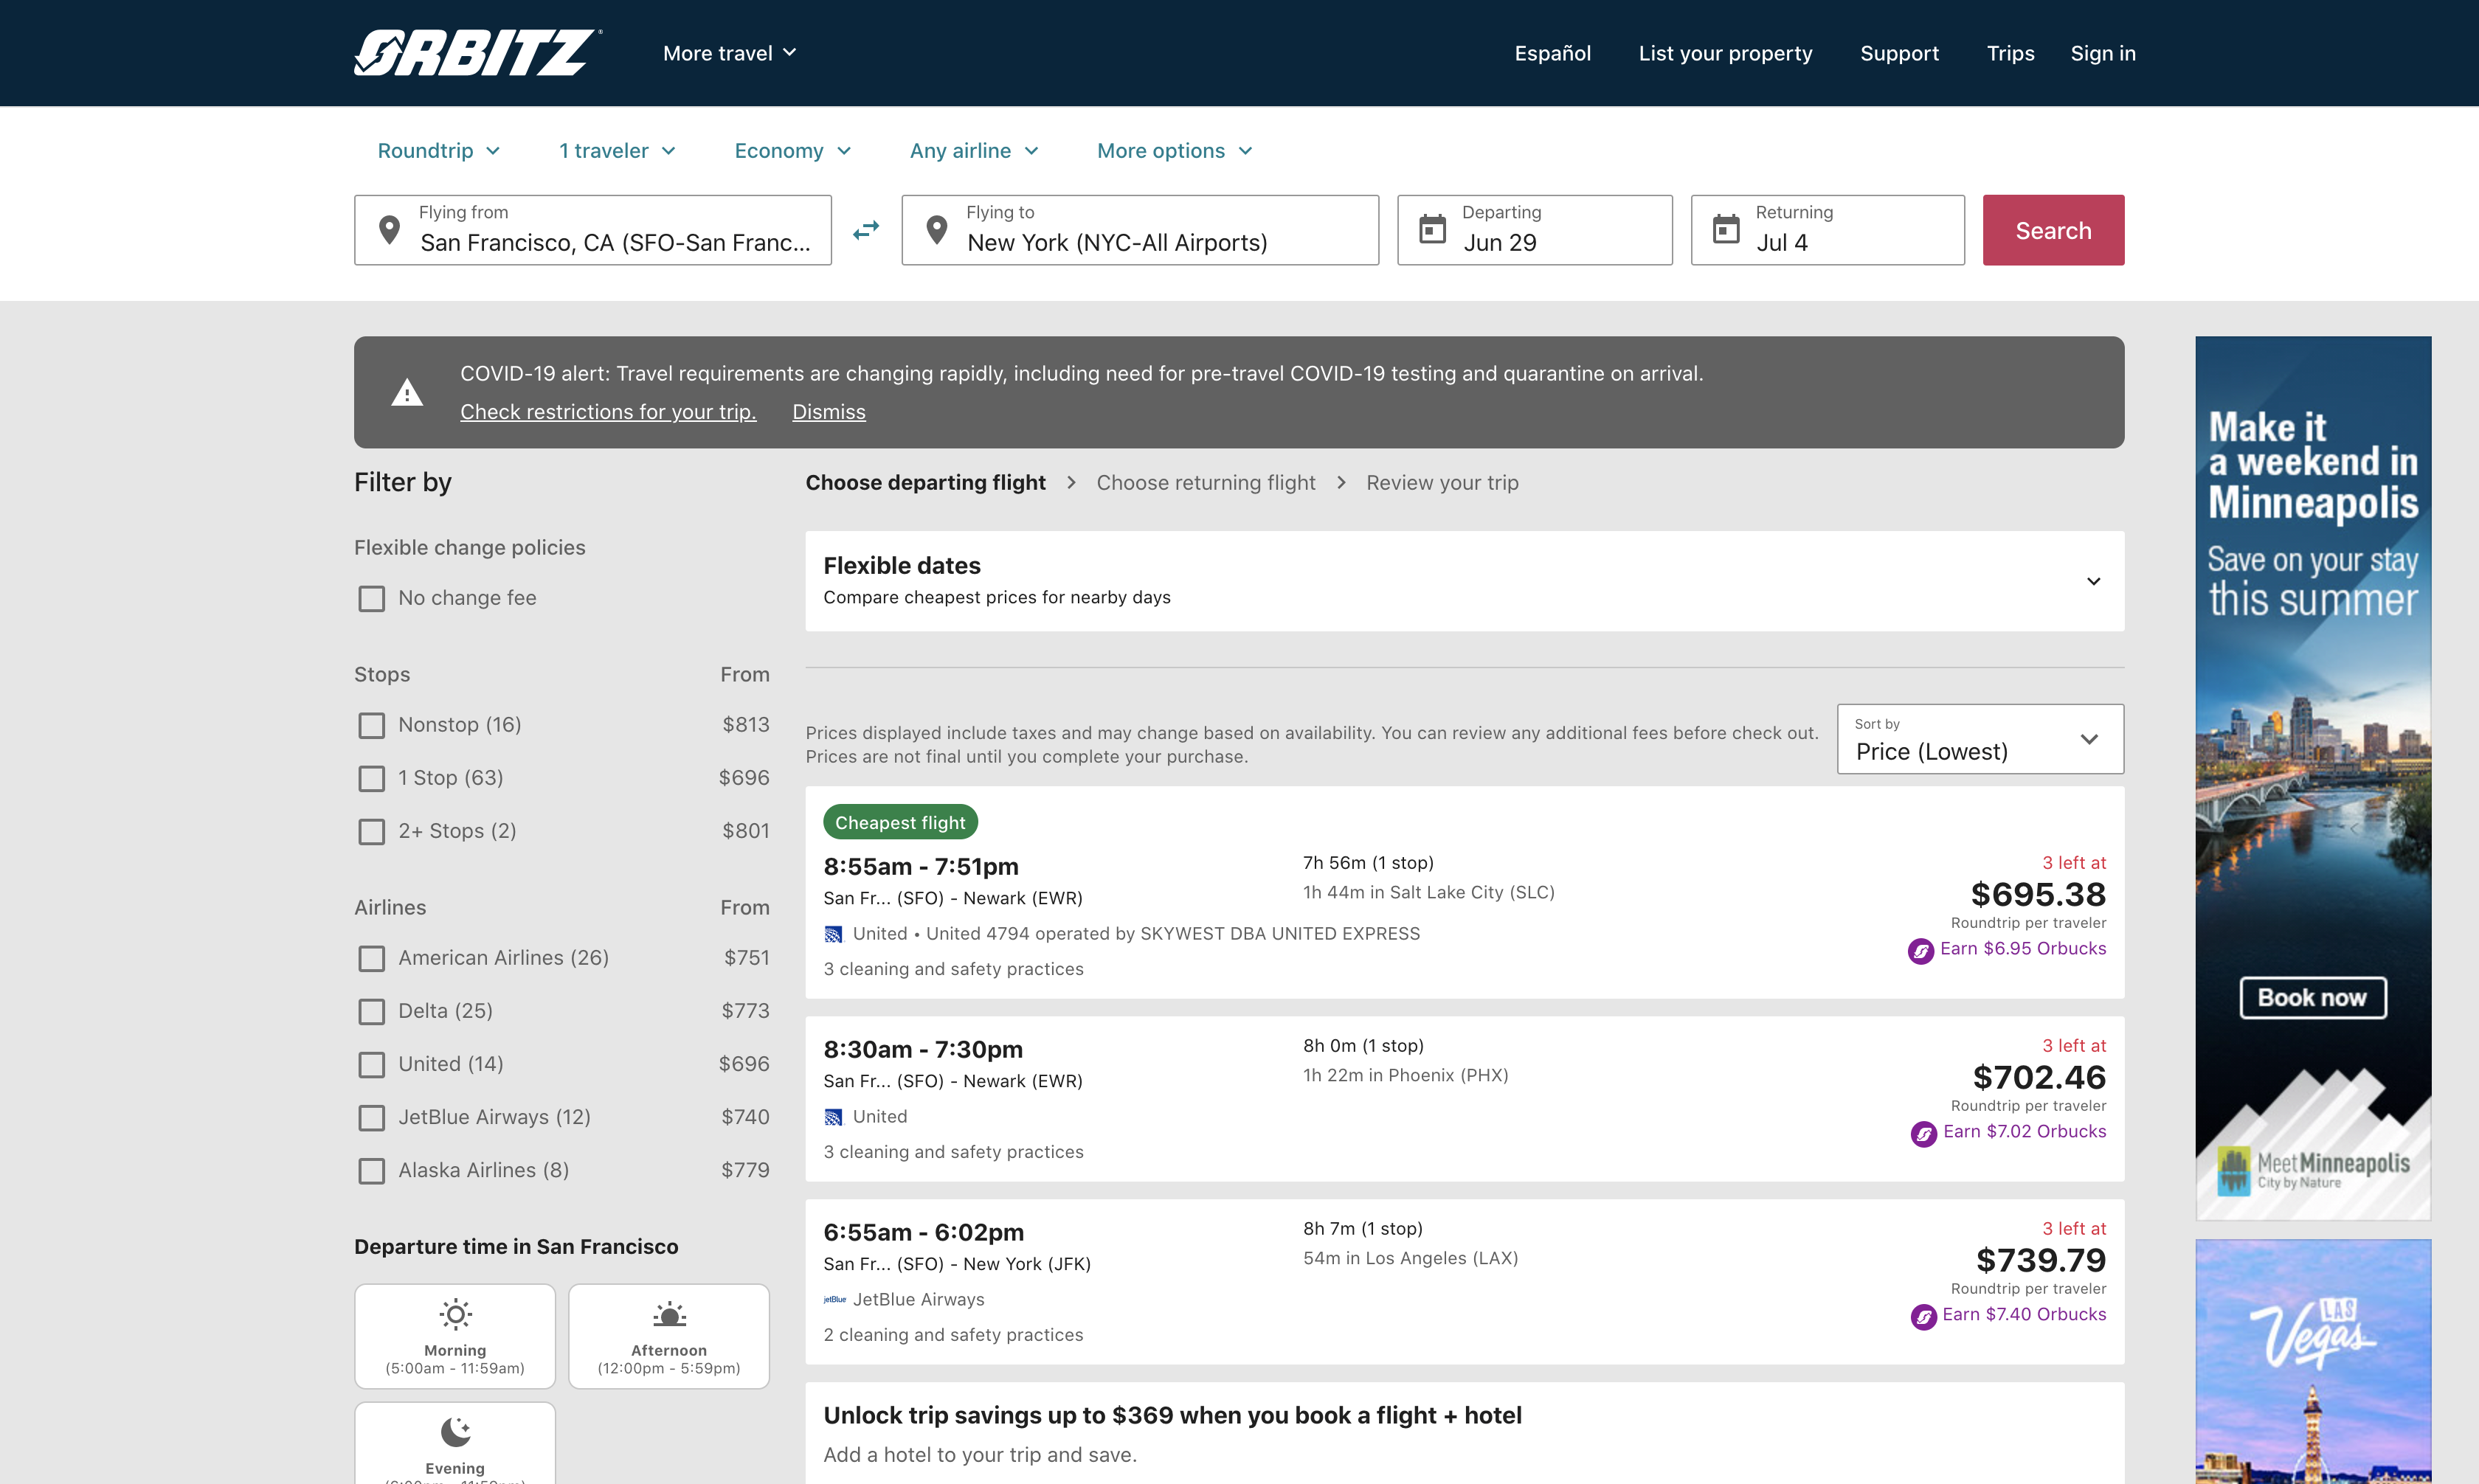 ORBITZ
More travel
Español
List your property
Support
Trips
Sign in
Roundtrip
1 traveler
Economy
Any airline
More options
Flying from
San Francisco, CA (SFO-San Franc...
Flying to
New York (NYC-All Airports)
Departing
Jun 29
Returning
Jul 4
Search
COVID-19 alert: Travel requirements are changing rapidly, including need for pre-travel COVID-19 testing and quarantine on arrival.
Check restrictions for your trip.
Dismiss
Filter by
Flexible change policies
No change fee
Stops From
Nonstop (16) $813
1 Stop (63) $696
2+ Stops (2) $801
Airlines From
American Airlines (26) $751
Delta (25) $773
United (14) $696
JetBlue Airways (12) $740
Alaska Airlines (8) $779
Departure time in San Francisco
Morning
(5:00am - 11:59am)
Afternoon
(12:00pm - 5:59pm)
Evening
Choose departing flight
Choose returning flight
Review your trip
Flexible dates
Compare cheapest prices for nearby days
Prices displayed include taxes and may change based on availability. You can review any additional fees before check out.
Prices are not final until you complete your purchase.
Sort by
Price (Lowest)
Cheapest flight
8:55am - 7:51pm
San Fr... (SFO) - Newark (EWR)
United • United 4794 operated by SKYWEST DBA UNITED EXPRESS
3 cleaning and safety practices
7h 56m (1 stop)
1h 44m in Salt Lake City (SLC)
3 left at
$695.38
Roundtrip per traveler
Earn $6.95 Orbucks
8:30am - 7:30pm
San Fr... (SFO) - Newark (EWR)
United
3 cleaning and safety practices
8h 0m (1 stop)
1h 22m in Phoenix (PHX)
3 left at
$702.46
Roundtrip per traveler
Earn $7.02 Orbucks
6:55am - 6:02pm
San Fr... (SFO) - New York (JFK)
jetBlue JetBlue Airways
2 cleaning and safety practices
8h 7m (1 stop)
54m in Los Angeles (LAX)
3 left at
$739.79
Roundtrip per traveler
Earn $7.40 Orbucks
Unlock trip savings up to $369 when you book a flight + hotel
Add a hotel to your trip and save.
Make it
a weekend in
Minneapolis
Save on your stay
this summer
Book now
MeetMinneapolis
City by Nature
LAS
Vegas